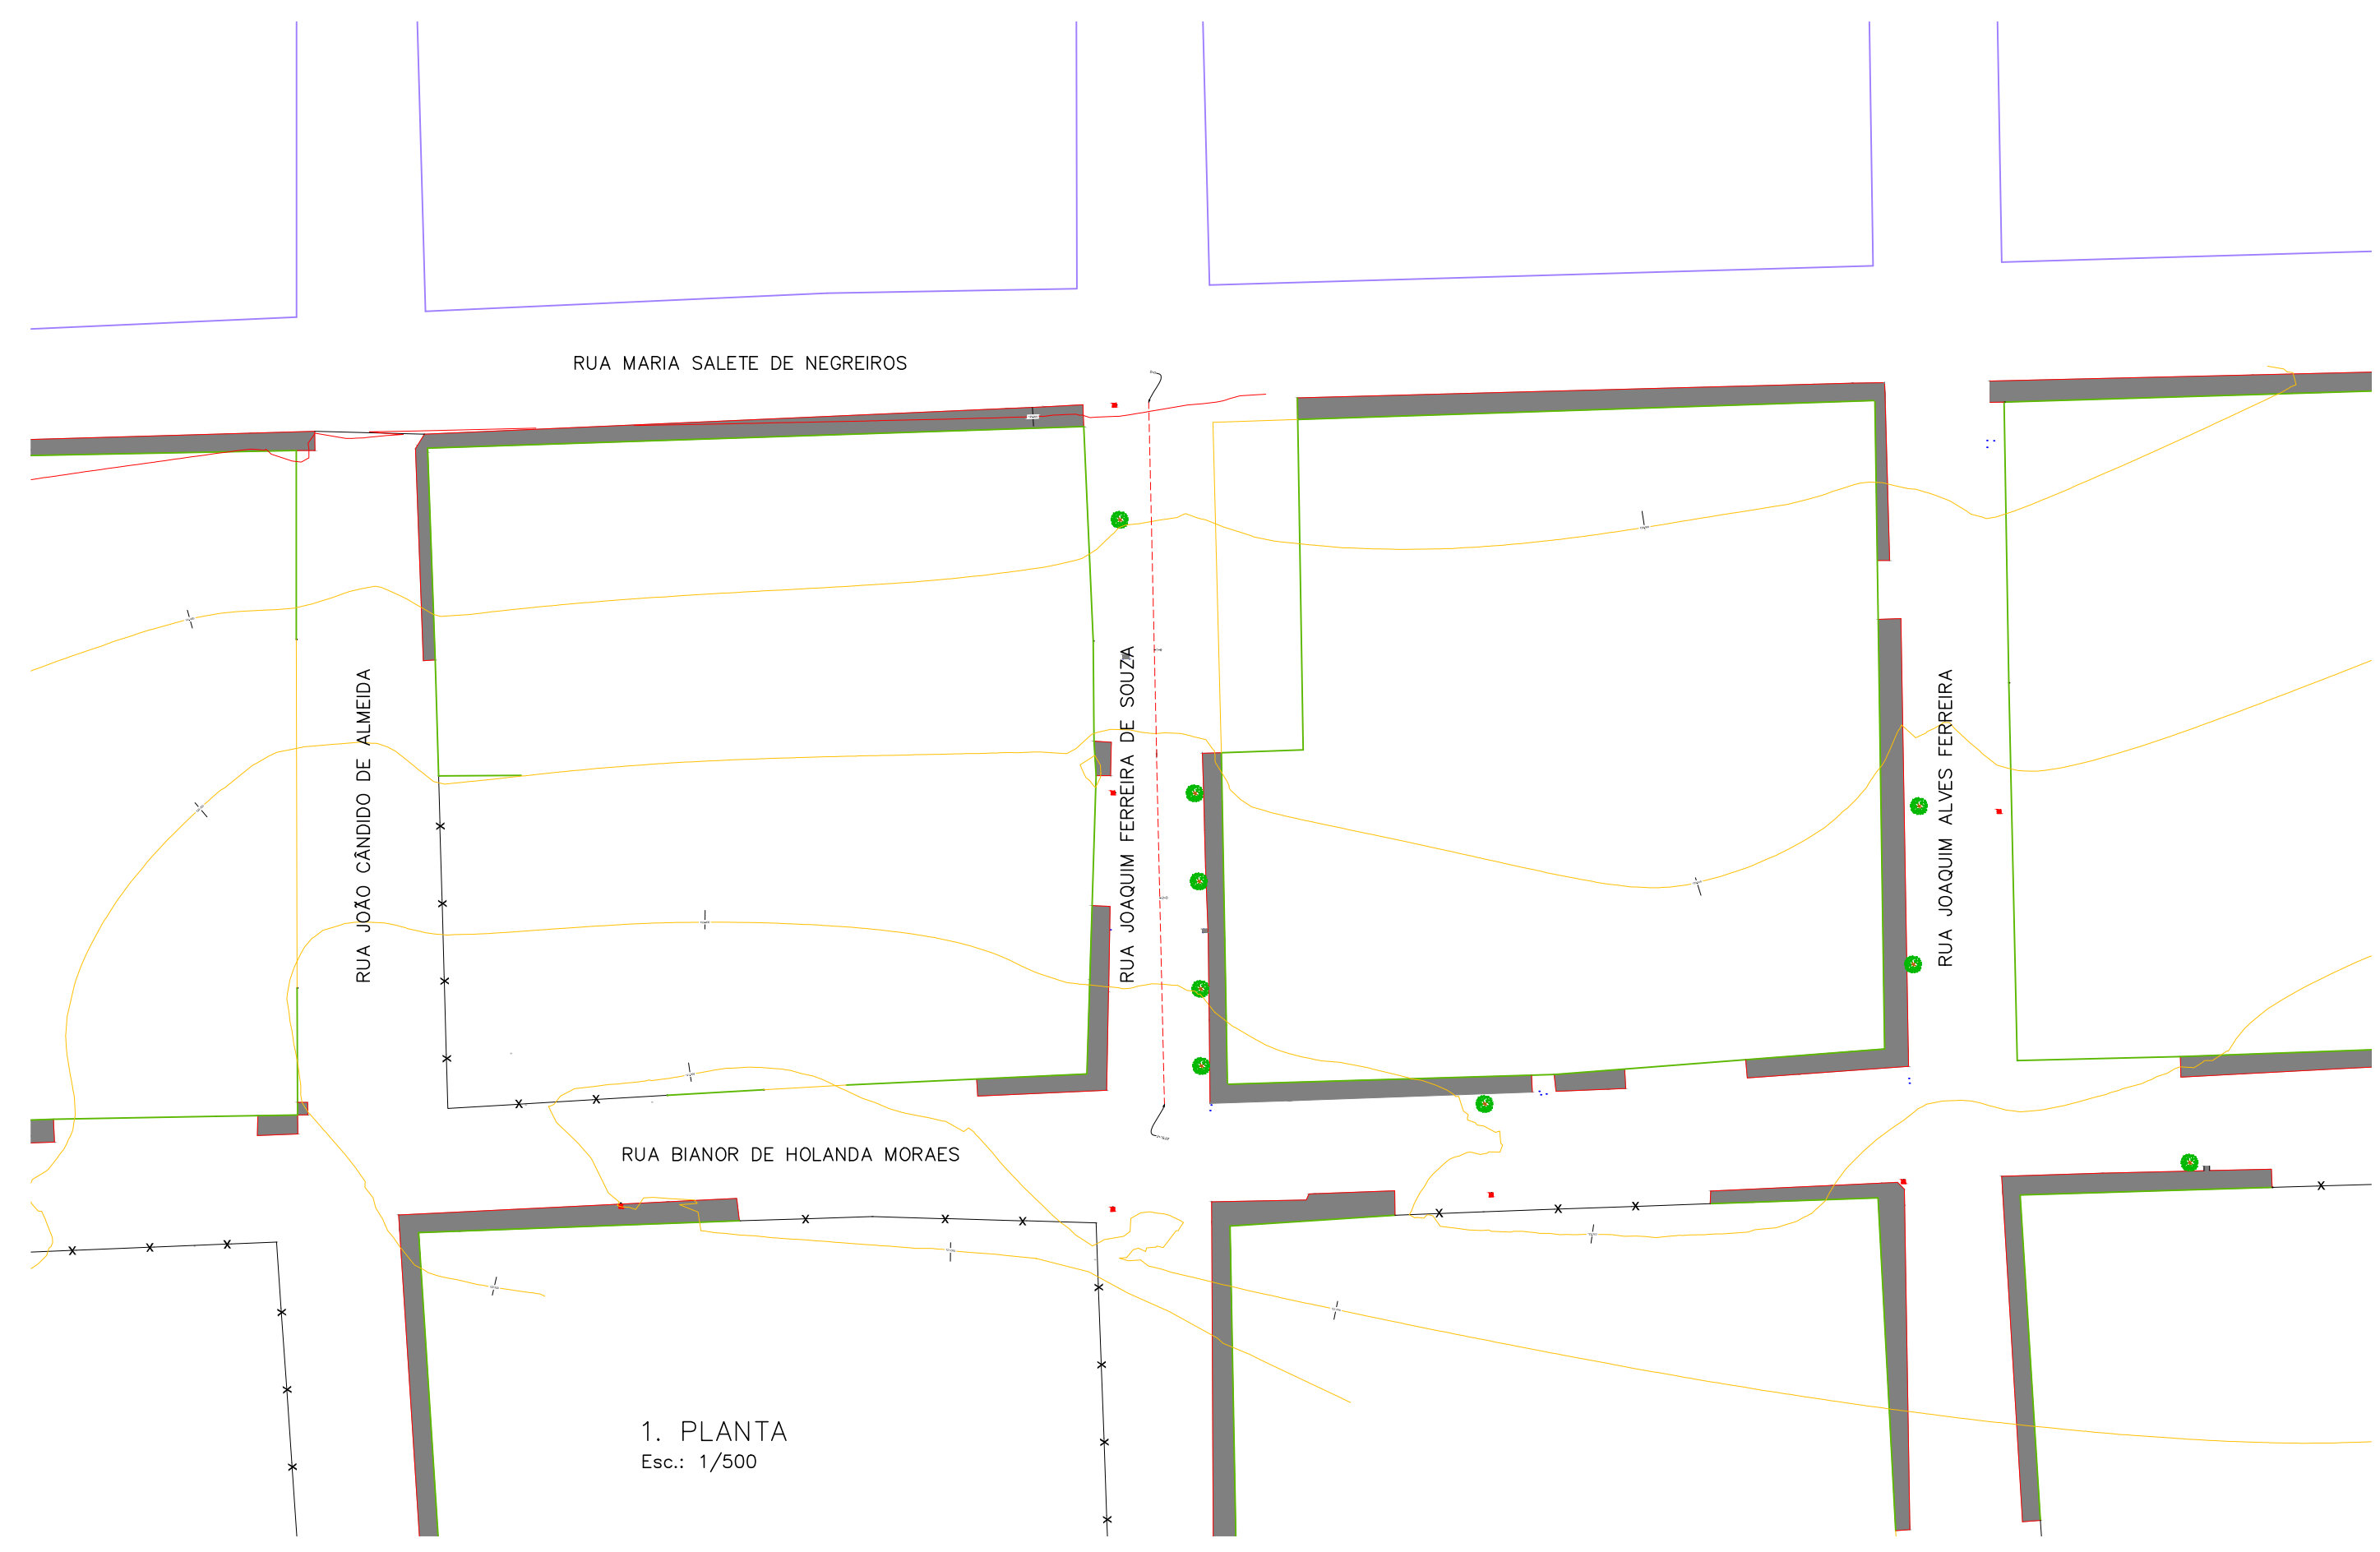 RUA MARIA SALETE DE NEGREIROS
RUA JOÃO CÂNDIDO DE ALMEIDA
RUA JOAQUIM FERREIRA DE SOUZA
RUA JOAQUIM ALVES FERREIRA
RUA BIANOR DE HOLANDA MORAES
1. PLANTA
Esc.: 1/500